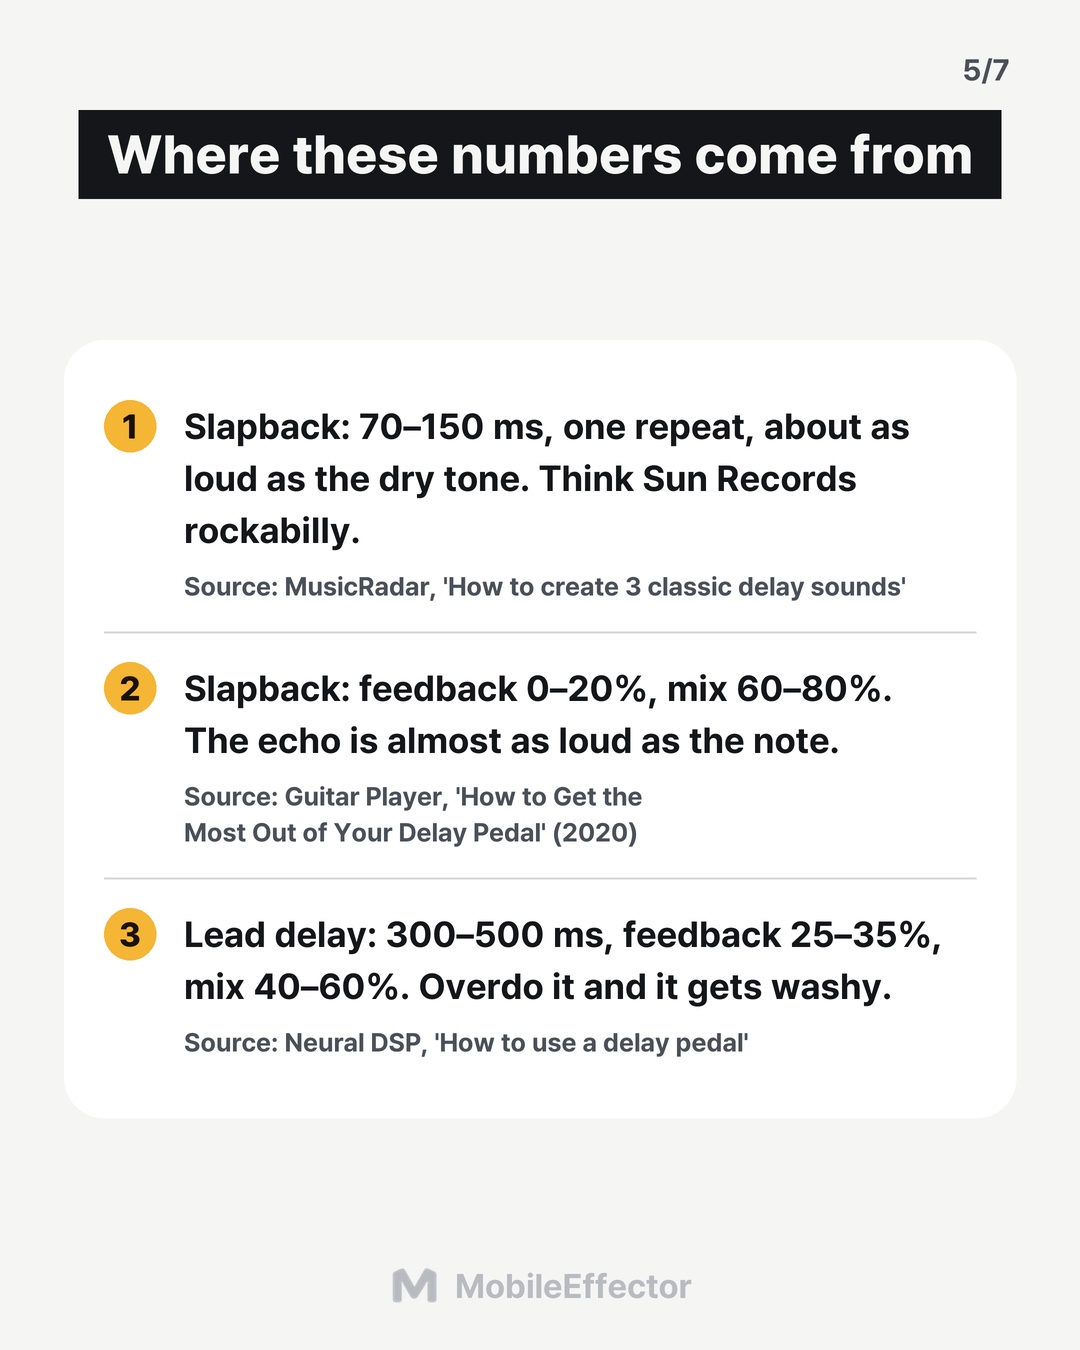 5/7
Where these numbers come from
1 Slapback: 70–150 ms, one repeat, about as
loud as the dry tone. Think Sun Records
rockabilly.
Source: MusicRadar, 'How to create 3 classic delay sounds'
2 Slapback: feedback 0–20%, mix 60–80%.
The echo is almost as loud as the note.
Source: Guitar Player, 'How to Get the
Most Out of Your Delay Pedal' (2020)
3 Lead delay: 300–500 ms, feedback 25–35%,
mix 40–60%. Overdo it and it gets washy.
Source: Neural DSP, 'How to use a delay pedal'
MobileEffector